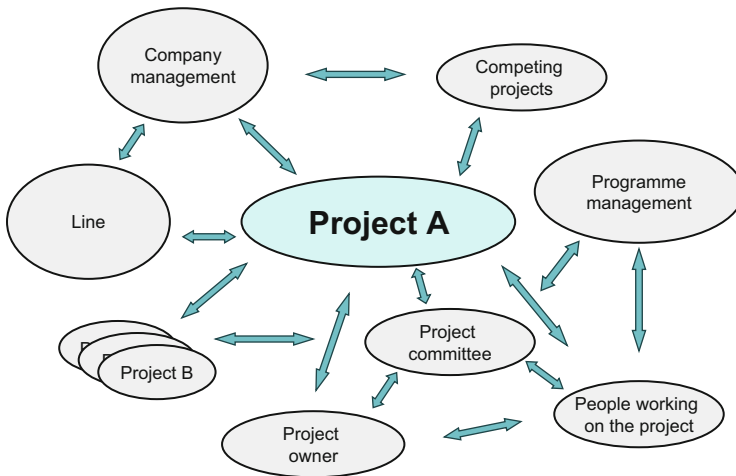 Company
management
Competing
projects
Programme
management
Line
Project A
Project
committee
Project B
People working
on the project
Project
owner